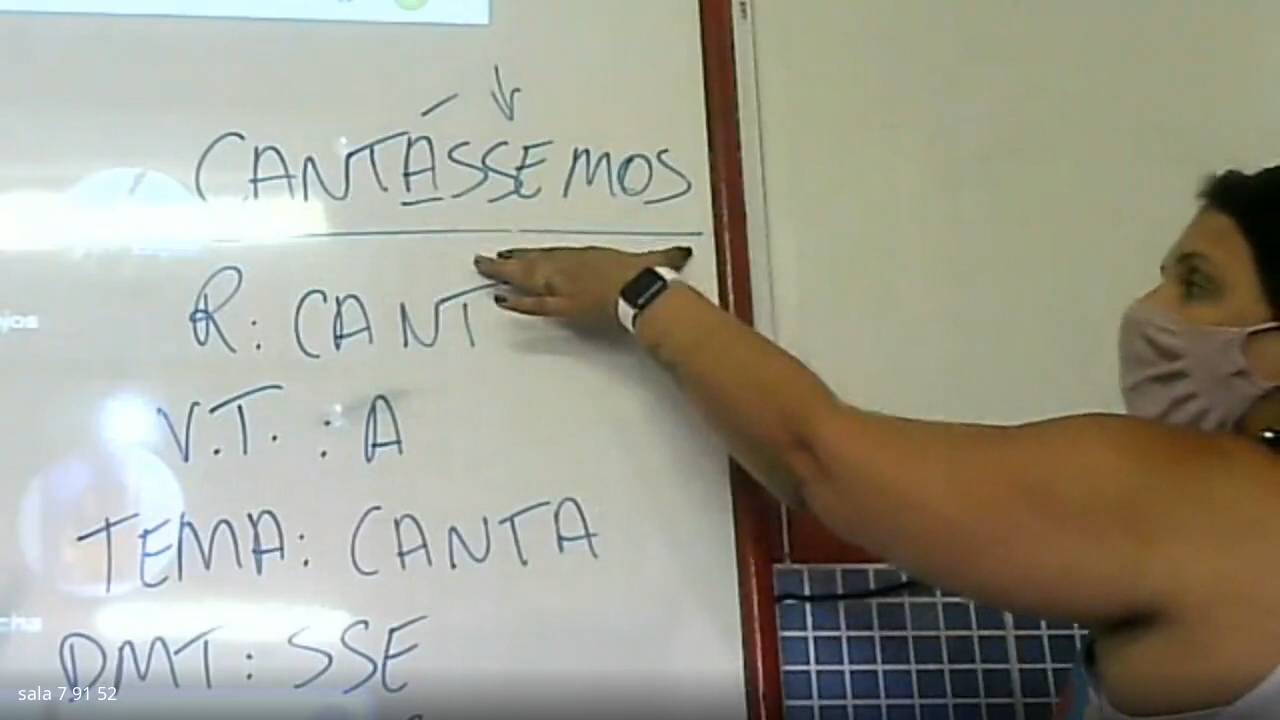 CANTÁSSEMOS
R: CANT
V.T. : A
TEMA: CANTA
DMT: SSE
sala 7 91 52